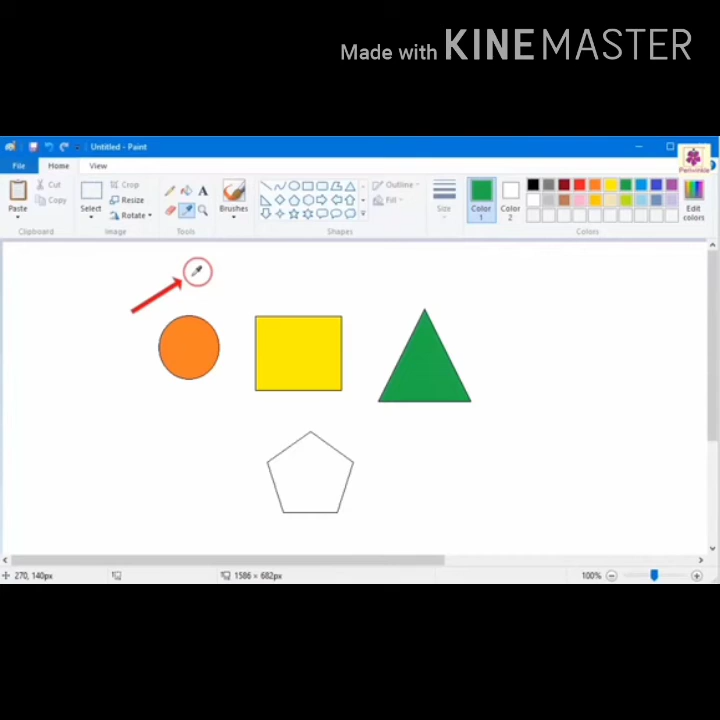 Made with KINEMASTER
Untitled - Paint
Periwinkle
File Home View
Paste
Cut
Copy
Clipboard
Select
Crop
Resize
Rotate
Image
A
Tools
Brushes
Shapes
Outline
Fill
Size
Color 1
Color 2
Edit colors
Colors
270, 140px
1586 × 682px
100%